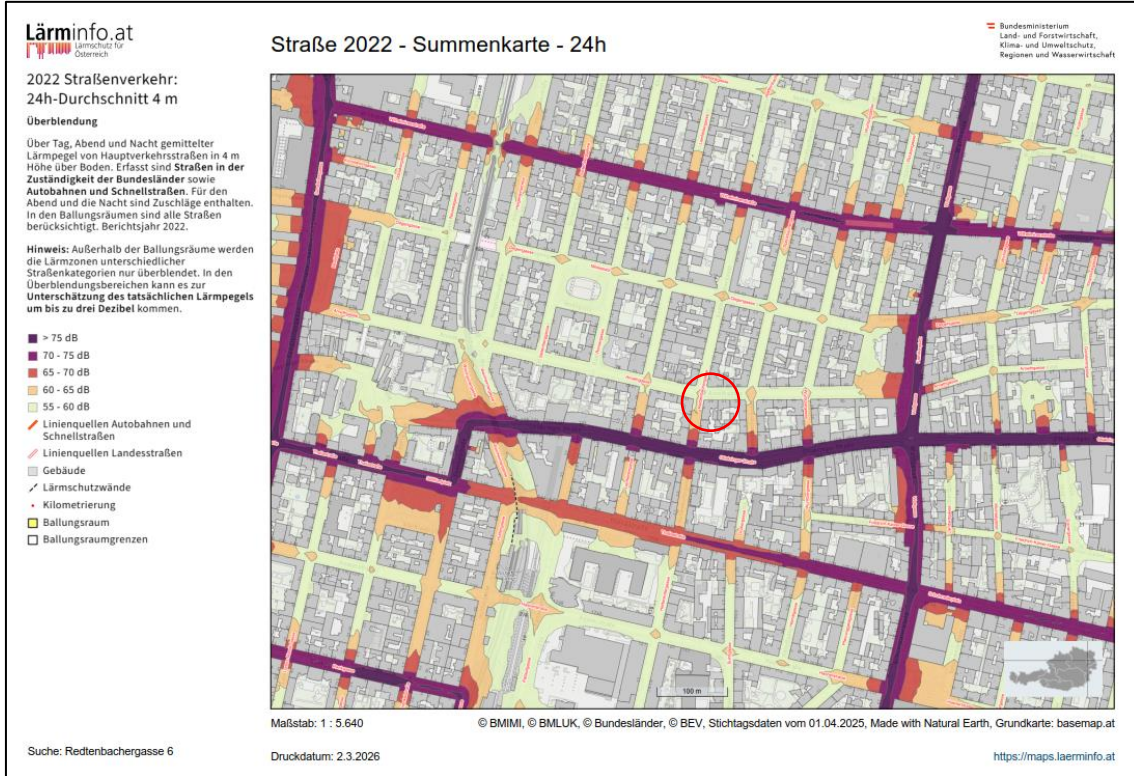 Lärminfo.at
Lärmschutz für
Österreich
Straße 2022 - Summenkarte - 24h
Bundesministerium
Land- und Forstwirtschaft,
Klima- und Umweltschutz,
Regionen und Wasserwirtschaft
2022 Straßenverkehr:
24h-Durchschnitt 4 m
Überblendung
Über Tag, Abend und Nacht gemittelter
Lärmpegel von Hauptverkehrsstraßen in 4 m
Höhe über Boden. Erfasst sind Straßen in der
Zuständigkeit der Bundesländer sowie
Autobahnen und Schnellstraßen. Für den
Abend und die Nacht sind Zuschläge enthalten.
In den Ballungsräumen sind alle Straßen
berücksichtigt. Berichtsjahr 2022.
Hinweis: Außerhalb der Ballungsräume werden
die Lärmzonen unterschiedlicher
Straßenkategorien nur überblendet. In den
Überblendungsbereichen kann es zur
Unterschätzung des tatsächlichen Lärmpegels
um bis zu drei Dezibel kommen.
> 75 dB
70 - 75 dB
65 - 70 dB
60 - 65 dB
55 - 60 dB
Linienquellen Autobahnen und
Schnellstraßen
Linienquellen Landesstraßen
Gebäude
Lärmschutzwände
Kilometrierung
Ballungsraum
Ballungsraumgrenzen
100 m
Maßstab: 1 : 5.640
© BMIMI, © BMLUK, © Bundesländer, © BEV, Stichtagsdaten vom 01.04.2025, Made with Natural Earth, Grundkarte: basemap.at
Suche: Redtenbachergasse 6
Druckdatum: 2.3.2026
https://maps.laerminfo.at